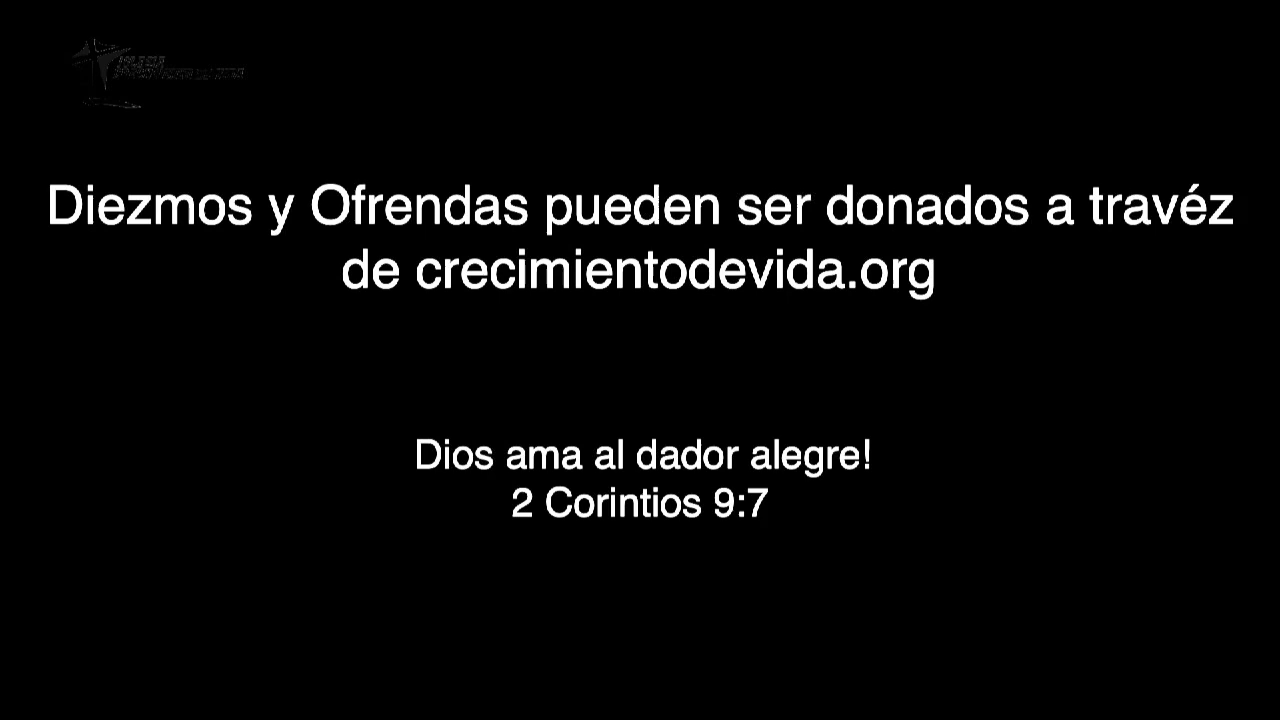 Diezmos y Ofrendas pueden ser donados a travéz
de crecimientodevida.org
Dios ama al dador alegre!
2 Corintios 9:7